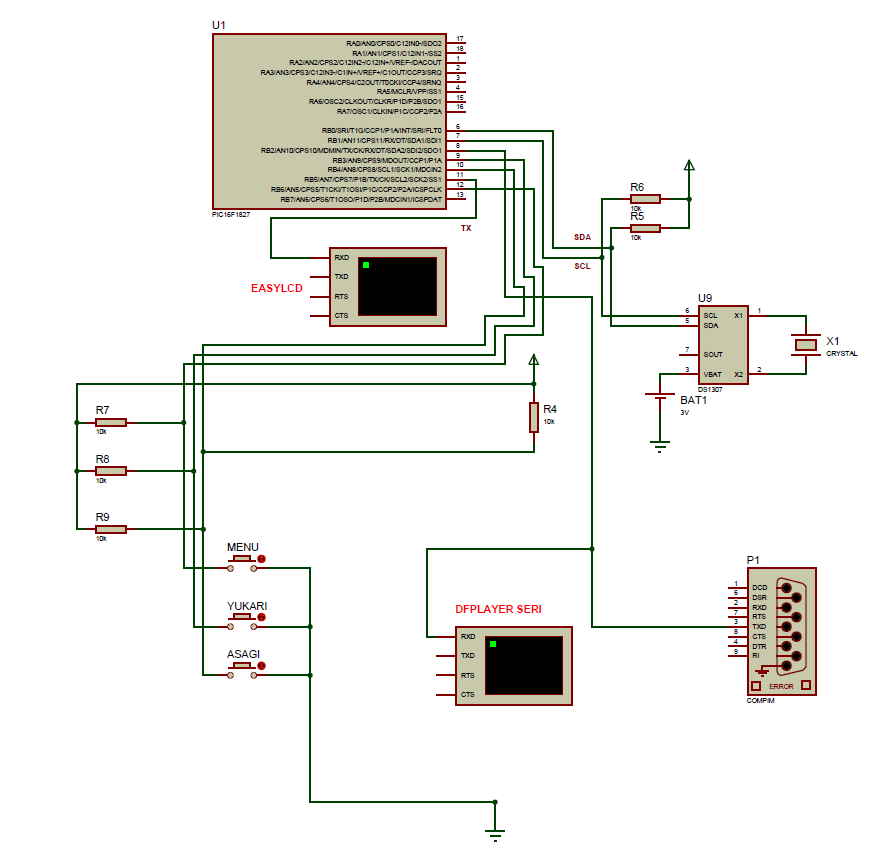 U1
RA0/AN0/CPS0/C12IN0-/SDO2
17
RA1/AN1/CPS1/C12IN1-/SS2
18
RA2/AN2/CPS2/C12IN2-/C12IN+/VREF-/DACOUT
1
RA3/AN3/CPS3/C12IN3-/C1IN+/VREF+/C1OUT/CCP3/SRQ
2
RA4/AN4/CPS4/C2OUT/T0CKI/CCP4/SRNQ
3
RA5/MCLR/VPP/SS1
4
RA6/OSC2/CLKOUT/CLKR/P1D/P2B/SDO1
15
RA7/OSC1/CLKIN/P1C/CCP2/P2A
16
RB0/SRI/T1G/CCP1/P1A/INT/SRI/FLT0
6
RB1/AN11/CPS11/RX/DT/SDA1/SDI1
7
RB2/AN10/CPS10/MDMIN/TX/CK/RX/DT/SDA2/SDI2/SDO1
8
RB3/AN9/CPS9/MDOUT/CCP1/P1A
9
RB4/AN8/CPS8/SCL1/SCK1/MDCIN2
10
RB5/AN7/CPS7/P1B/TX/CK/SCL2/SCK2/SS1
11
RB6/AN5/CPS5/T1CKI/T1OSI/P1C/CCP2/P2A/ICSPCLK
12
RB7/AN6/CPS6/T1OSO/P1D/P2B/MDCIN1/ICSPDAT
13
PIC16F1827
TX
R6
10k
R5
10k
SDA
SCL
EASYLCD
RXD
TXD
RTS
CTS
U9
6
SCL
X1
1
5
SDA
7
SOUT
3
VBAT
X2
2
DS1307
X1
CRYSTAL
BAT1
3V
R4
10k
R7
10k
R8
10k
R9
10k
MENU
YUKARI
ASAGI
DFPLAYER SERI
RXD
TXD
RTS
CTS
P1
1
DCD
6
DSR
2
RXD
7
RTS
3
TXD
8
CTS
4
DTR
9
RI
ERROR
COMPIM